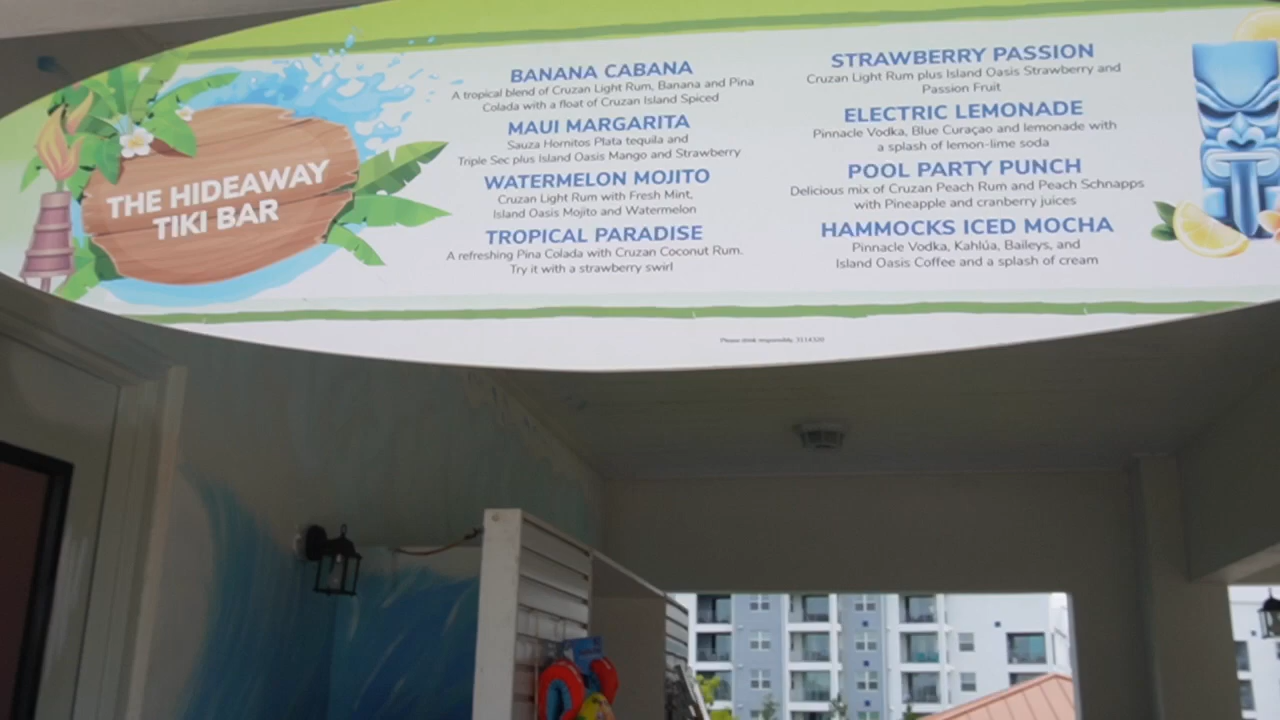 THE HIDEAWAY
TIKI BAR
BANANA CABANA
A tropical blend of Cruzan Light Rum, Banana and Pina
Colada with a float of Cruzan Island Spiced
MAUI MARGARITA
Sauza Hornitos Plata tequila and
Triple Sec plus Island Oasis Mango and Strawberry
WATERMELON MOJITO
Cruzan Light Rum with Fresh Mint,
Island Oasis Mojito and Watermelon
TROPICAL PARADISE
A refreshing Pina Colada with Cruzan Coconut Rum.
Try it with a strawberry swirl
STRAWBERRY PASSION
Cruzan Light Rum plus Island Oasis Strawberry and
Passion Fruit
ELECTRIC LEMONADE
Pinnacle Vodka, Blue Curaçao and lemonade with
a splash of lemon-lime soda
POOL PARTY PUNCH
Delicious mix of Cruzan Peach Rum and Peach Schnapps
with Pineapple and cranberry juices
HAMMOCKS ICED MOCHA
Pinnacle Vodka, Kahlúa, Baileys, and
Island Oasis Coffee and a splash of cream
Please drink responsibly.